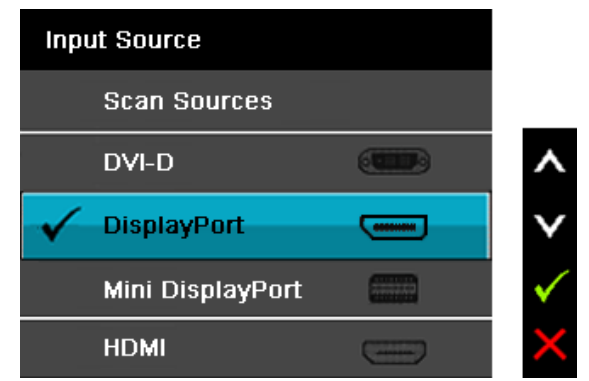 Input Source
Scan Sources
DVI-D
DisplayPort
Mini DisplayPort
HDMI